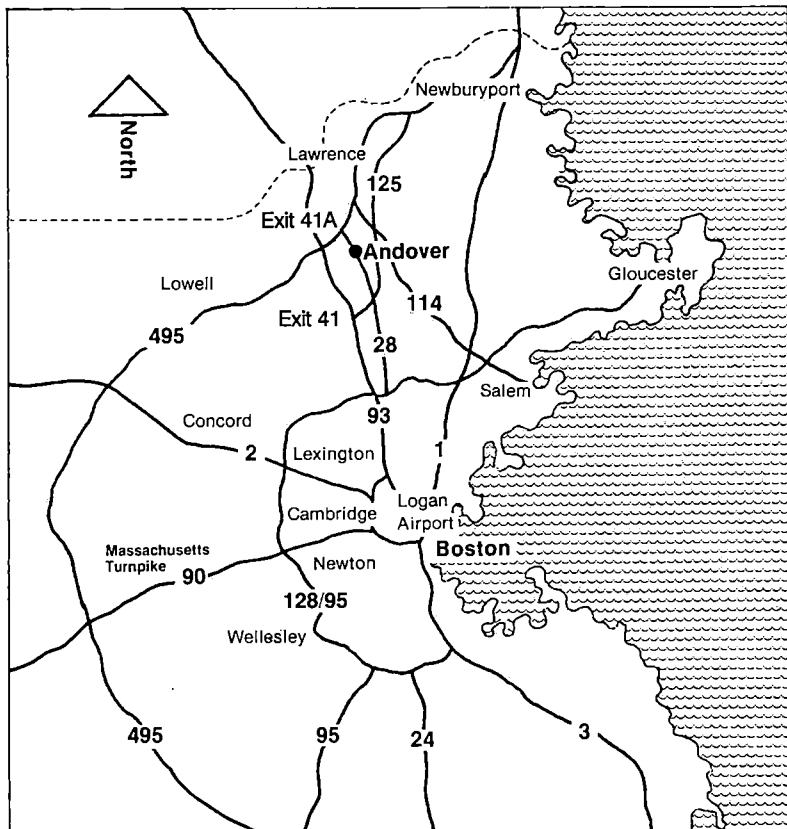 Newburyport
North
Lawrence
125
Exit 41A
Andover
Gloucester
Lowell
114
Exit 41
495
28
Salem
93
Concord
2
Lexington
1
Logan
Airport
Cambridge
Boston
Massachusetts
Turnpike
90
Newton
128/95
Wellesley
495
95
24
3